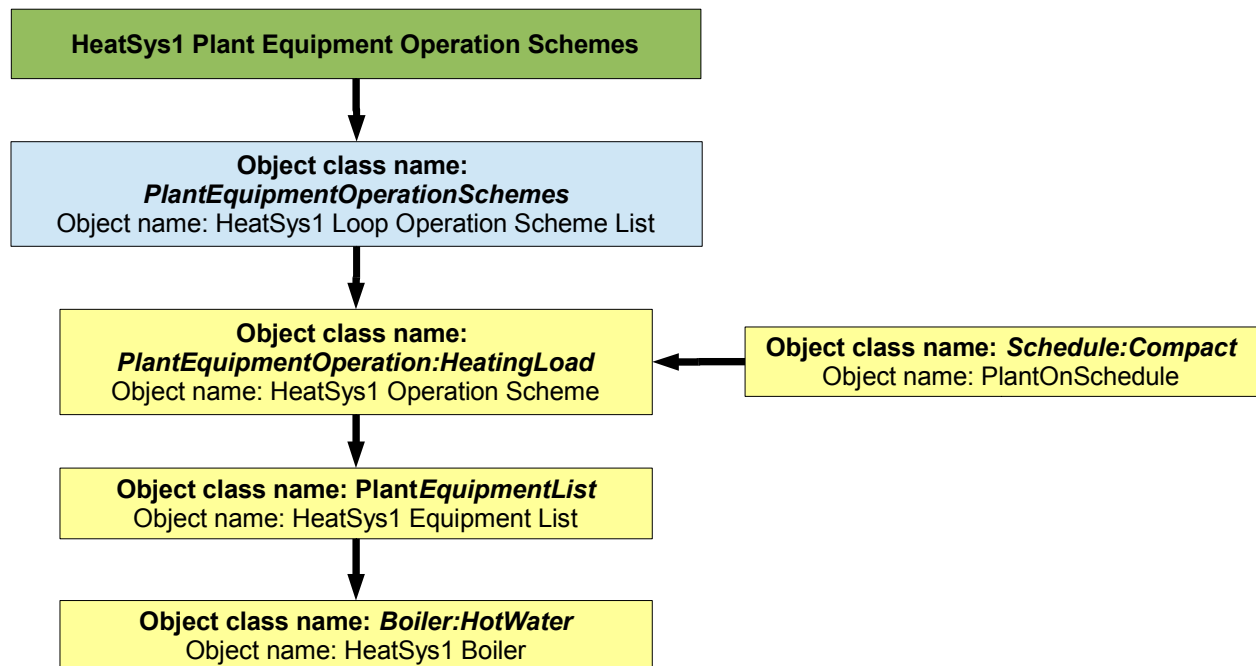 HeatSys1 Plant Equipment Operation Schemes
Object class name:
PlantEquipmentOperationSchemes
Object name: HeatSys1 Loop Operation Scheme List
Object class name:
PlantEquipmentOperation:HeatingLoad
Object name: HeatSys1 Operation Scheme
Object class name: Schedule:Compact
Object name: PlantOnSchedule
Object class name: PlantEquipmentList
Object name: HeatSys1 Equipment List
Object class name: Boiler:HotWater
Object name: HeatSys1 Boiler